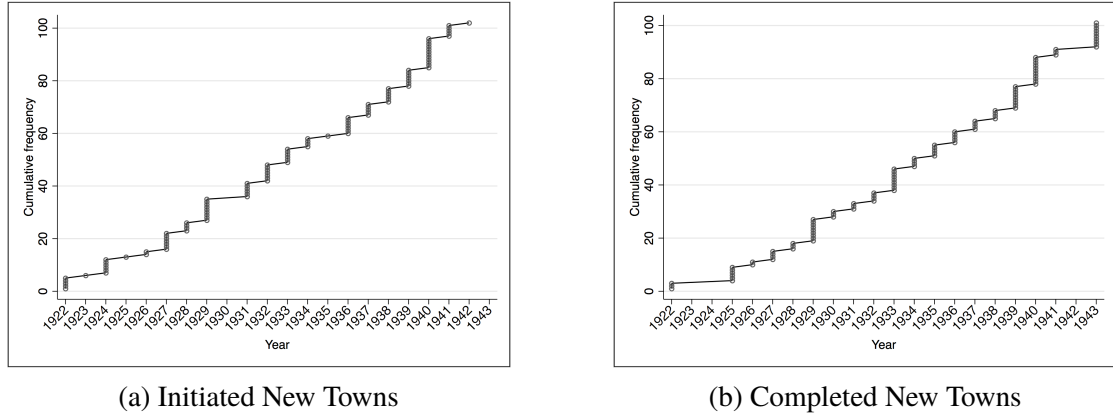 Cumulative frequency
0 20 40 60 80 100
1922 1923 1924 1925 1926 1927 1928 1929 1930 1931 1932 1933 1934 1935 1936 1937 1938 1939 1940 1941 1942 1943
Year
(a) Initiated New Towns
Cumulative frequency
0 20 40 60 80 100
1922 1923 1924 1925 1926 1927 1928 1929 1930 1931 1932 1933 1934 1935 1936 1937 1938 1939 1940 1941 1942 1943
Year
(b) Completed New Towns